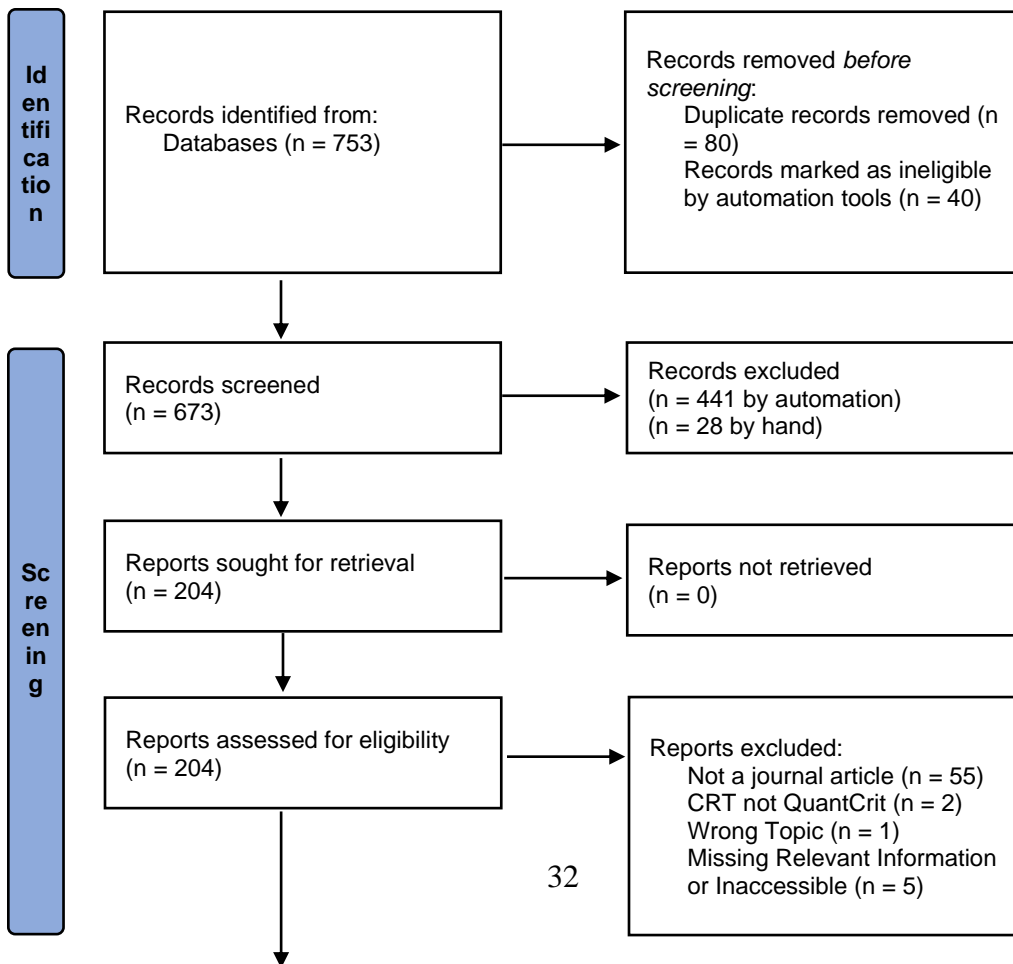 Id
en
tifi
ca
tio
n
Records identified from:
Databases (n = 753)
Records removed before
screening:
Duplicate records removed (n
= 80)
Records marked as ineligible
by automation tools (n = 40)
Sc
re
en
in
g
Records screened
(n = 673)
Records excluded
(n = 441 by automation)
(n = 28 by hand)
Reports sought for retrieval
(n = 204)
Reports not retrieved
(n = 0)
Reports assessed for eligibility
(n = 204)
Reports excluded:
Not a journal article (n = 55)
CRT not QuantCrit (n = 2)
Wrong Topic (n = 1)
Missing Relevant Information
or Inaccessible (n = 5)
32